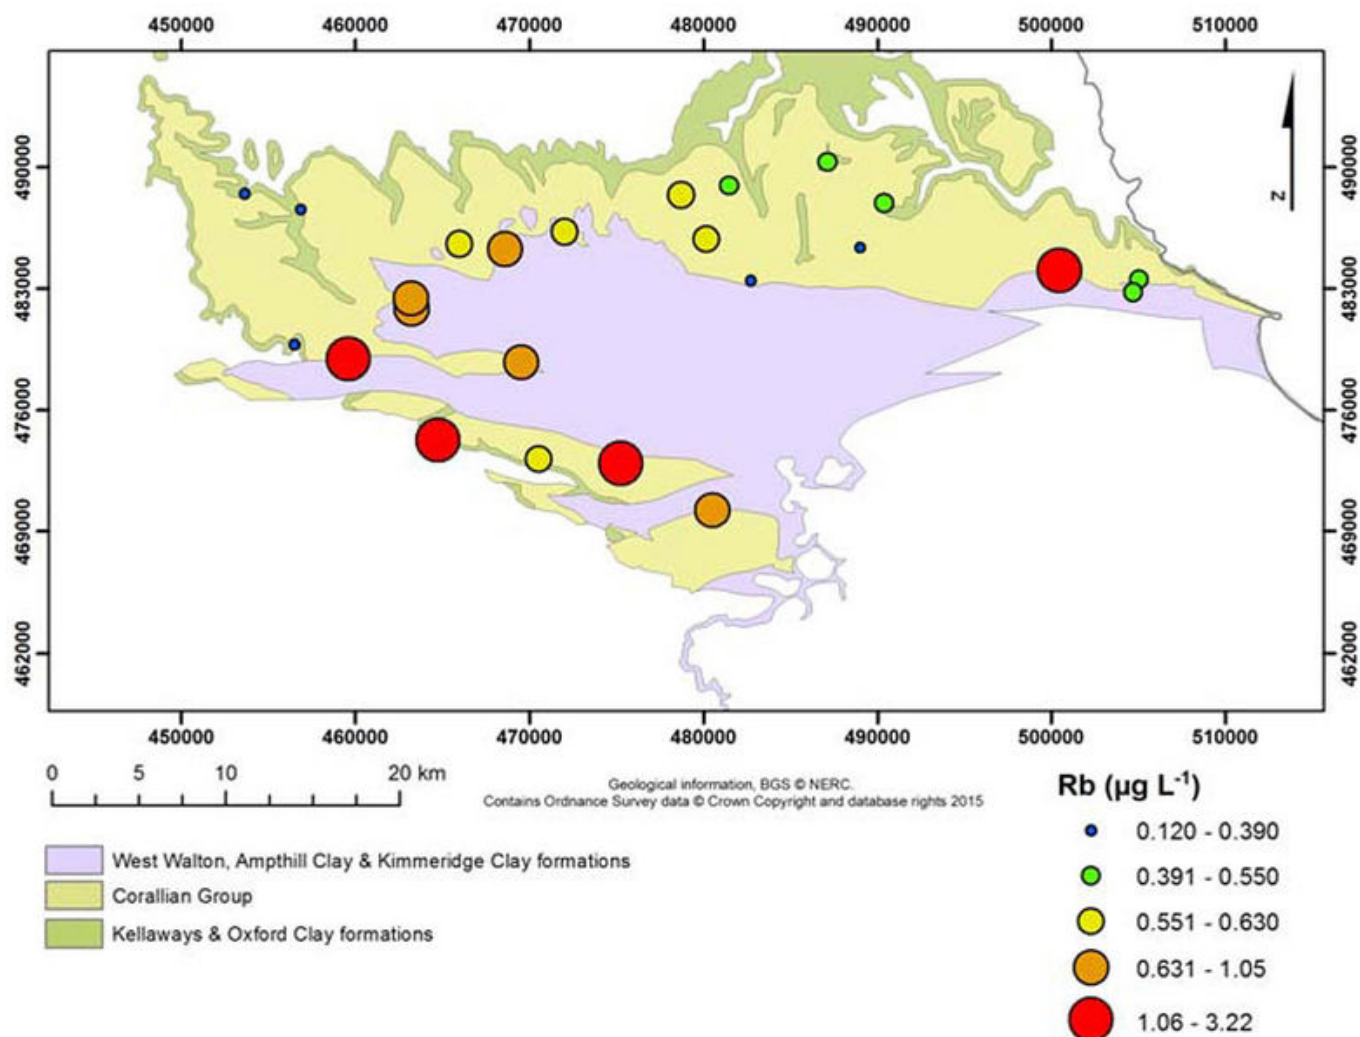 450000 460000 470000 480000 490000 500000 510000
490000 490000
N
483000 483000
476000 476000
469000 469000
462000 462000
450000 460000 470000 480000 490000 500000 510000
0 5 10 20 km
Geological information, BGS © NERC.
Contains Ordnance Survey data © Crown Copyright and database rights 2015
West Walton, Ampthill Clay & Kimmeridge Clay formations
Corallian Group
Kellaways & Oxford Clay formations
Rb (µg L⁻¹)
0.120 - 0.390
0.391 - 0.550
0.551 - 0.630
0.631 - 1.05
1.06 - 3.22